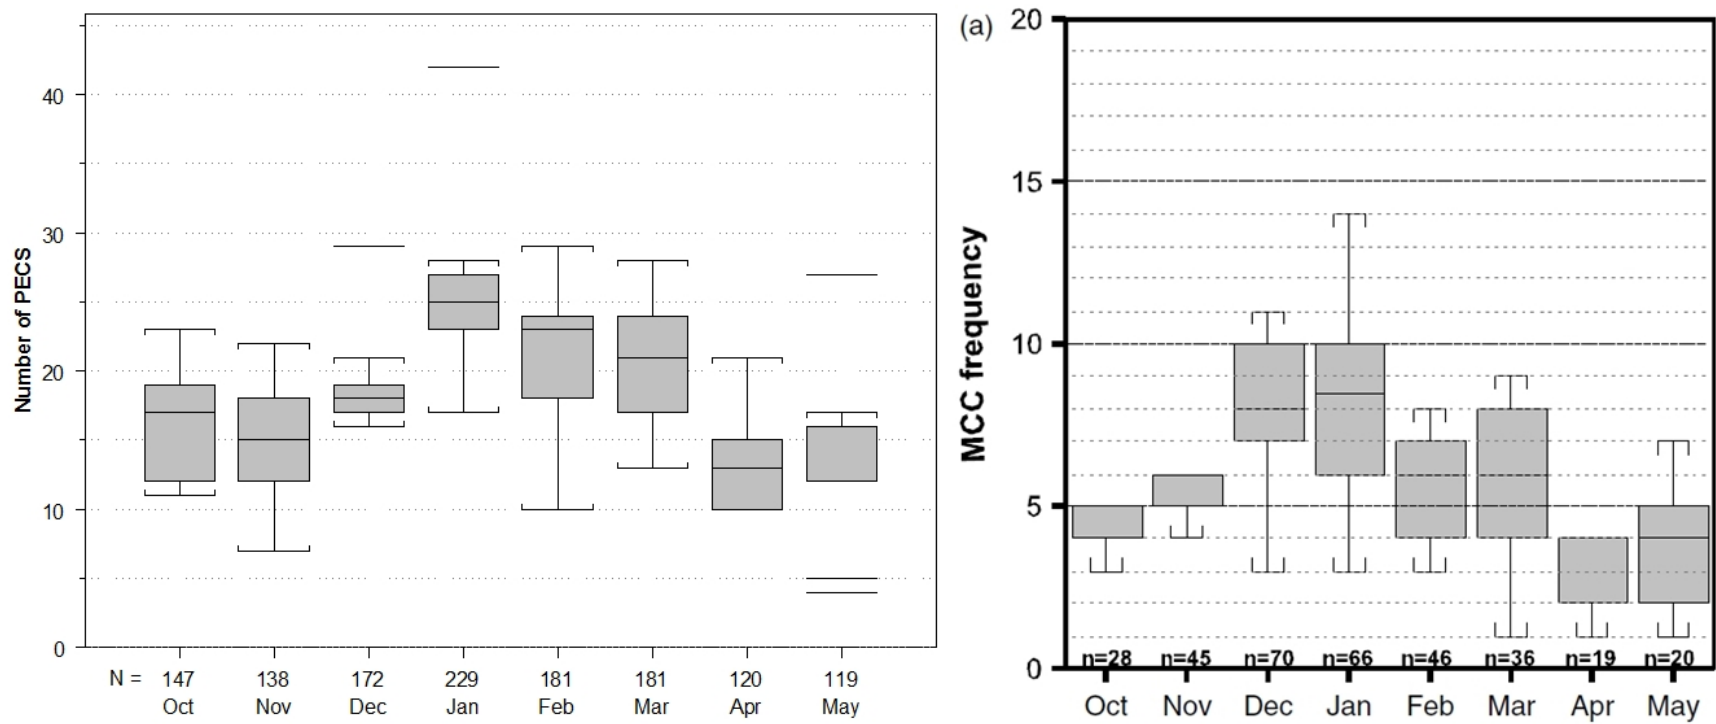 Number of PECS
40
30
20
10
0
N = 147 138 172 229 181 181 120 119
Oct Nov Dec Jan Feb Mar Apr May
(a)
MCC frequency
20
15
10
5
0
n=28 n=45 n=70 n=66 n=46 n=36 n=19 n=20
Oct Nov Dec Jan Feb Mar Apr May